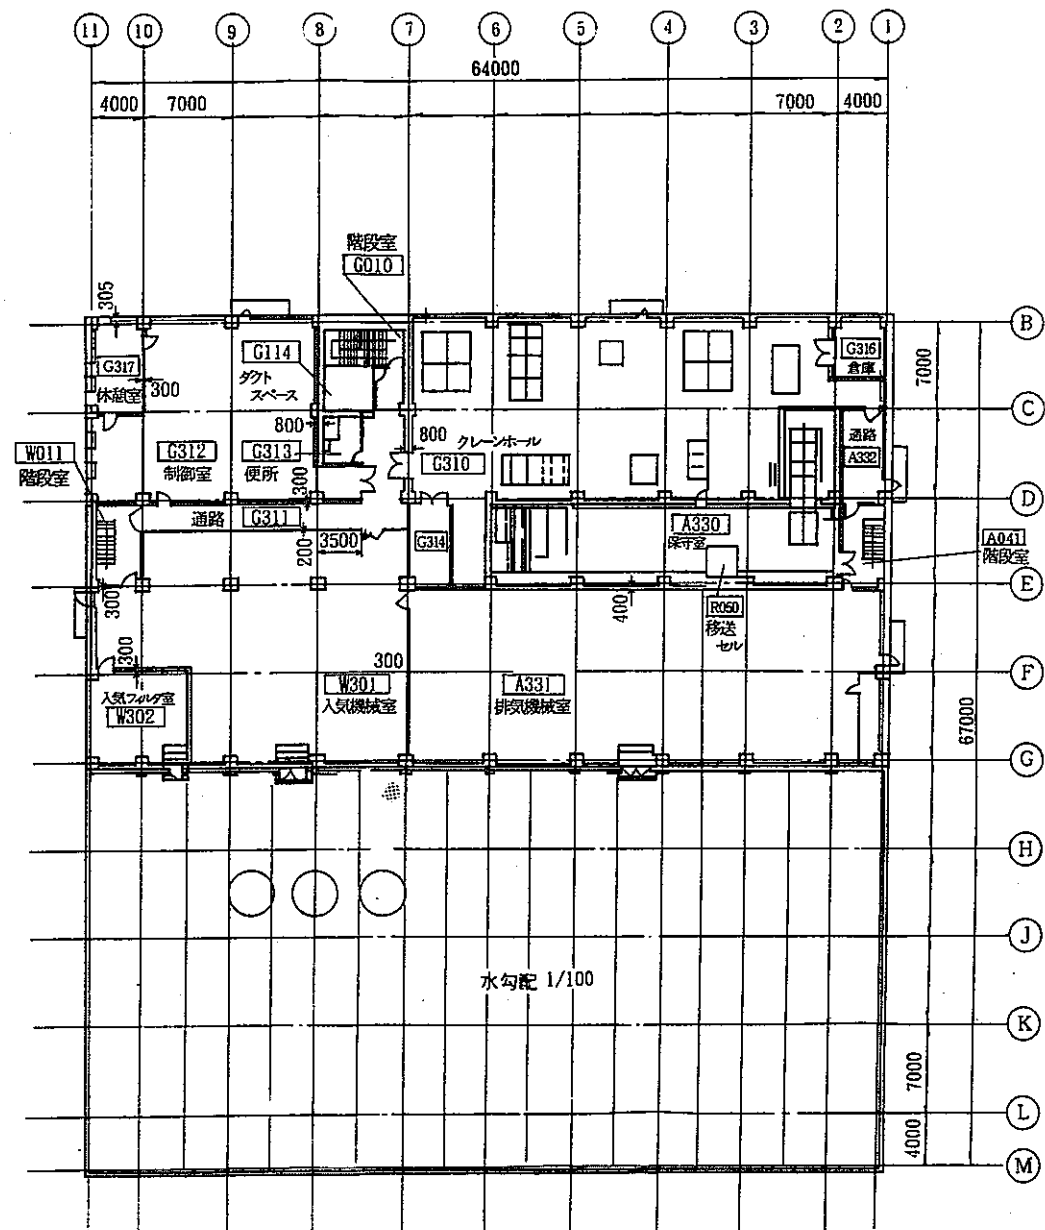 11 10 9 8 7 6 5 4 3 2 1
64000
4000 7000 7000 4000
階段室
G010
305
B
G317
休憩室
300
G114
ダクト
スペース
G316
倉庫
7000
C
800
800
クレーンホール
通路
W011
階段室
G312
制御室
G313
便所
G310
A332
300
D
通路
G311
3500
200
G314
A330
保守室
A041
階段室
E
300
400
R050
移送
セル
300
300
F
入気フィルタ室
W302
W301
入気機械室
A331
排気機械室
67000
G
H
J
水勾配 1/100
K
7000
L
4000
M